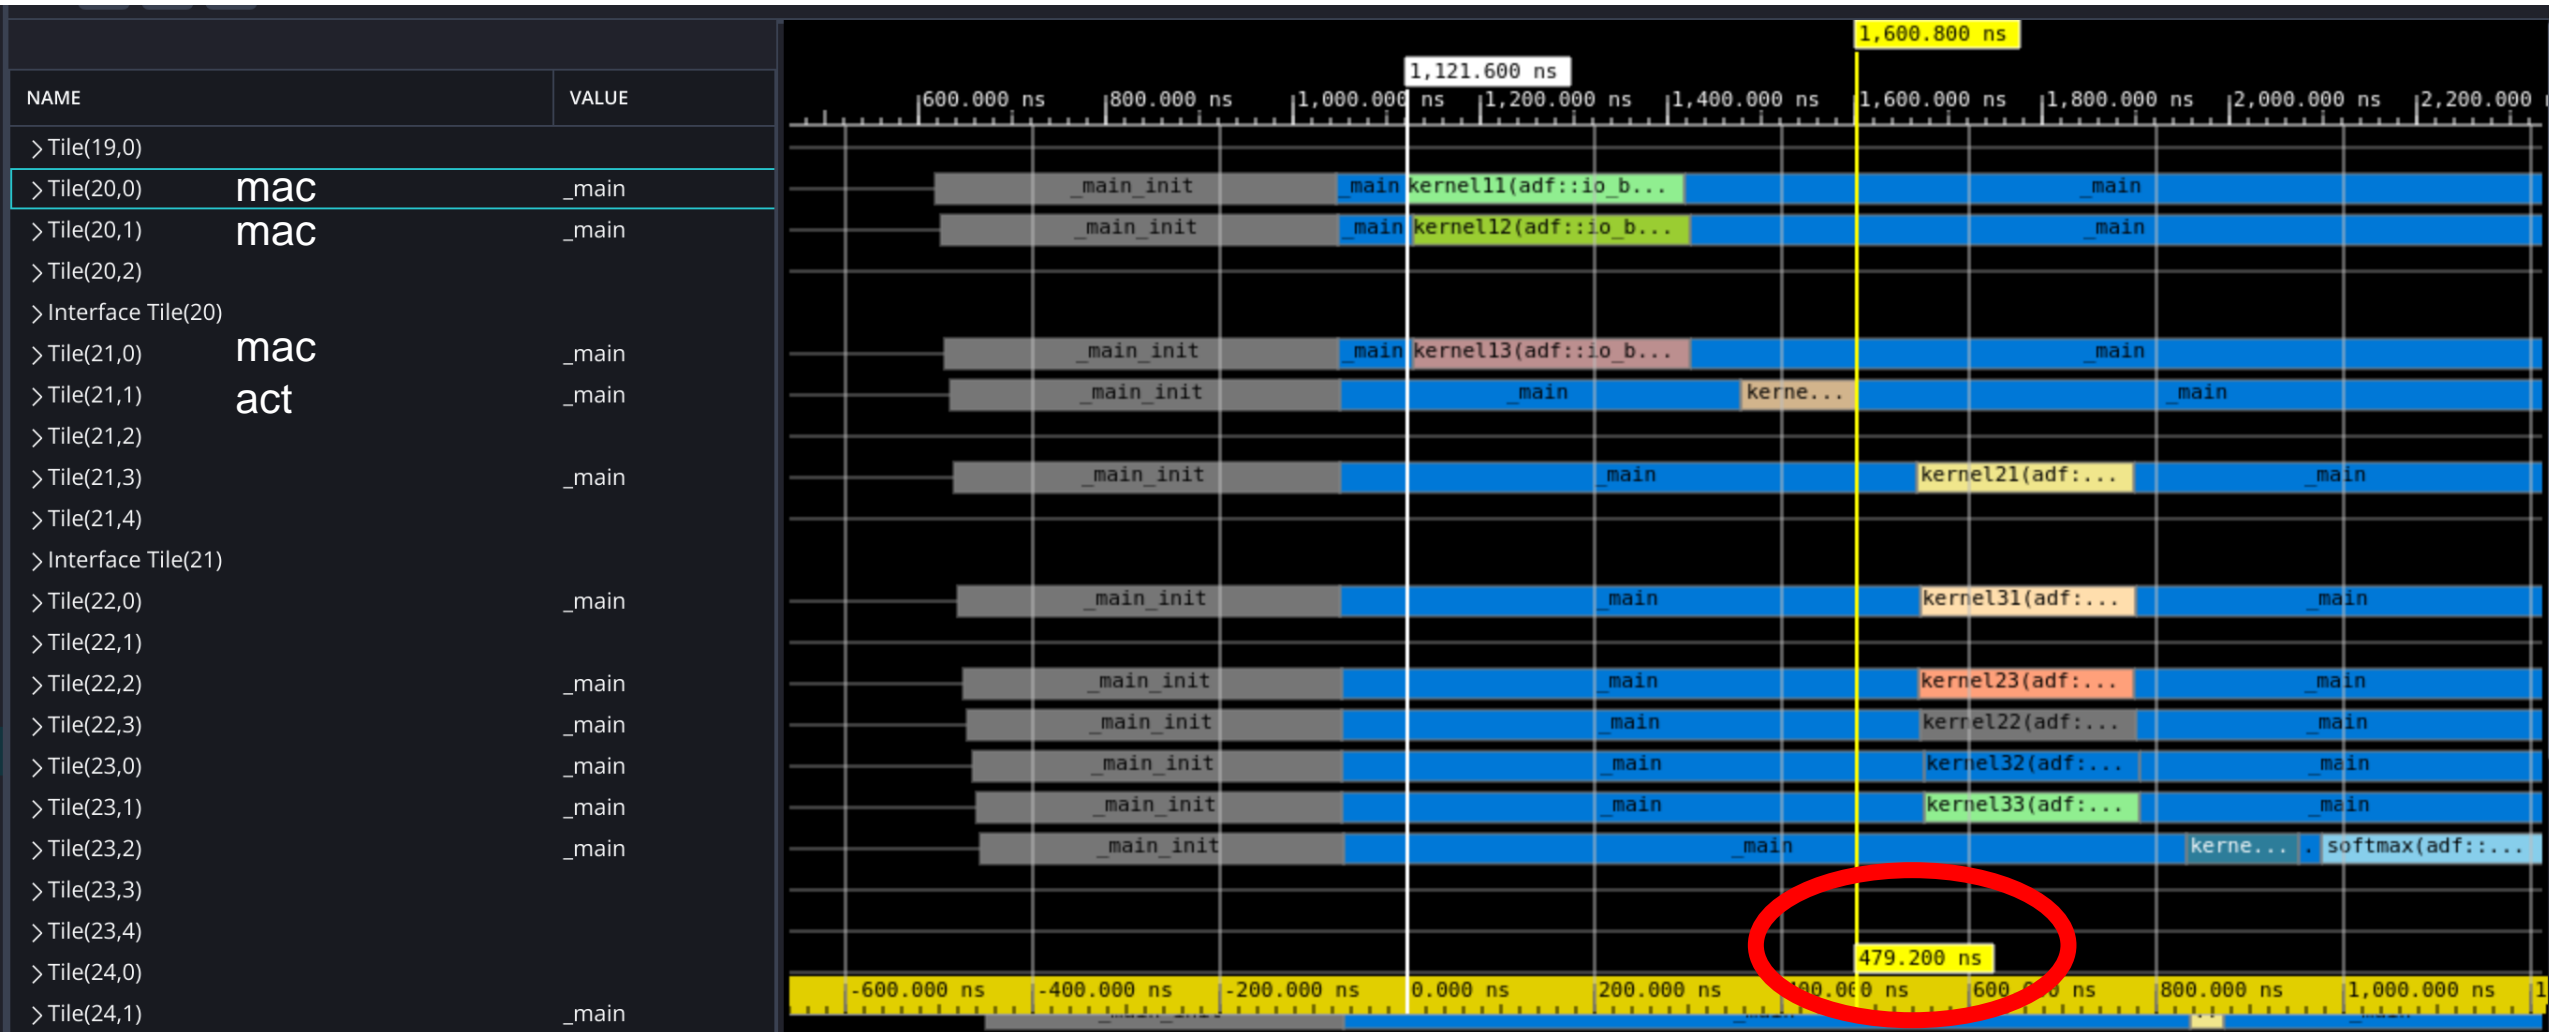 1,600.800 ns
1,121.600 ns
NAME VALUE
600.000 ns 800.000 ns 1,000.000 ns 1,200.000 ns 1,400.000 ns 1,600.000 ns 1,800.000 ns 2,000.000 ns 2,200.000
Tile(19,0)
Tile(20,0) mac _main _main_init _main kernel11(adf::io_b... _main
Tile(20,1) mac _main _main_init _main kernel12(adf::io_b... _main
Tile(20,2)
Interface Tile(20)
Tile(21,0) mac _main _main_init _main kernel13(adf::io_b... _main
Tile(21,1) act _main _main_init _main kerne... _main
Tile(21,2)
Tile(21,3) _main _main_init _main kernel21(adf:... _main
Tile(21,4)
Interface Tile(21)
Tile(22,0) _main _main_init _main kernel31(adf:... _main
Tile(22,1)
Tile(22,2) _main _main_init _main kernel23(adf:... _main
Tile(22,3) _main _main_init _main kernel22(adf:... _main
Tile(23,0) _main _main_init _main kernel32(adf:... _main
Tile(23,1) _main _main_init _main kernel33(adf:... _main
Tile(23,2) _main _main_init _main kerne... . softmax(adf::...
Tile(23,3)
Tile(23,4)
479.200 ns
Tile(24,0)
-600.000 ns -400.000 ns -200.000 ns 0.000 ns 200.000 ns 400.000 ns 600.000 ns 800.000 ns 1,000.000 ns 1
Tile(24,1) _main